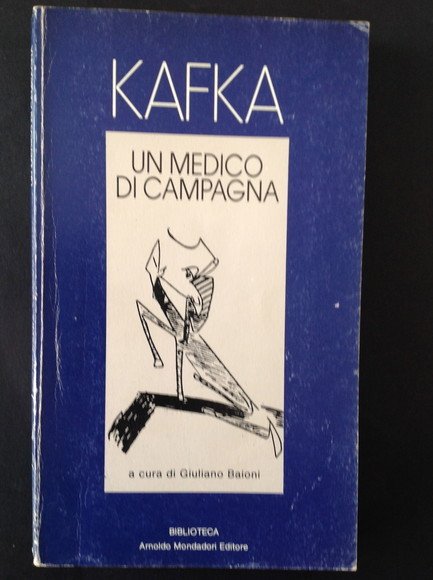 KAFKA
UN MEDICO
DI CAMPAGNA
a cura di Giuliano Baioni
BIBLIOTECA
Arnoldo Mondadori Editore